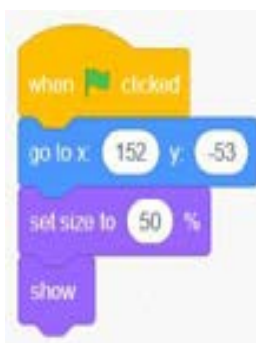 when clicked
go to x: 152 y: -53
set size to 50 %
show